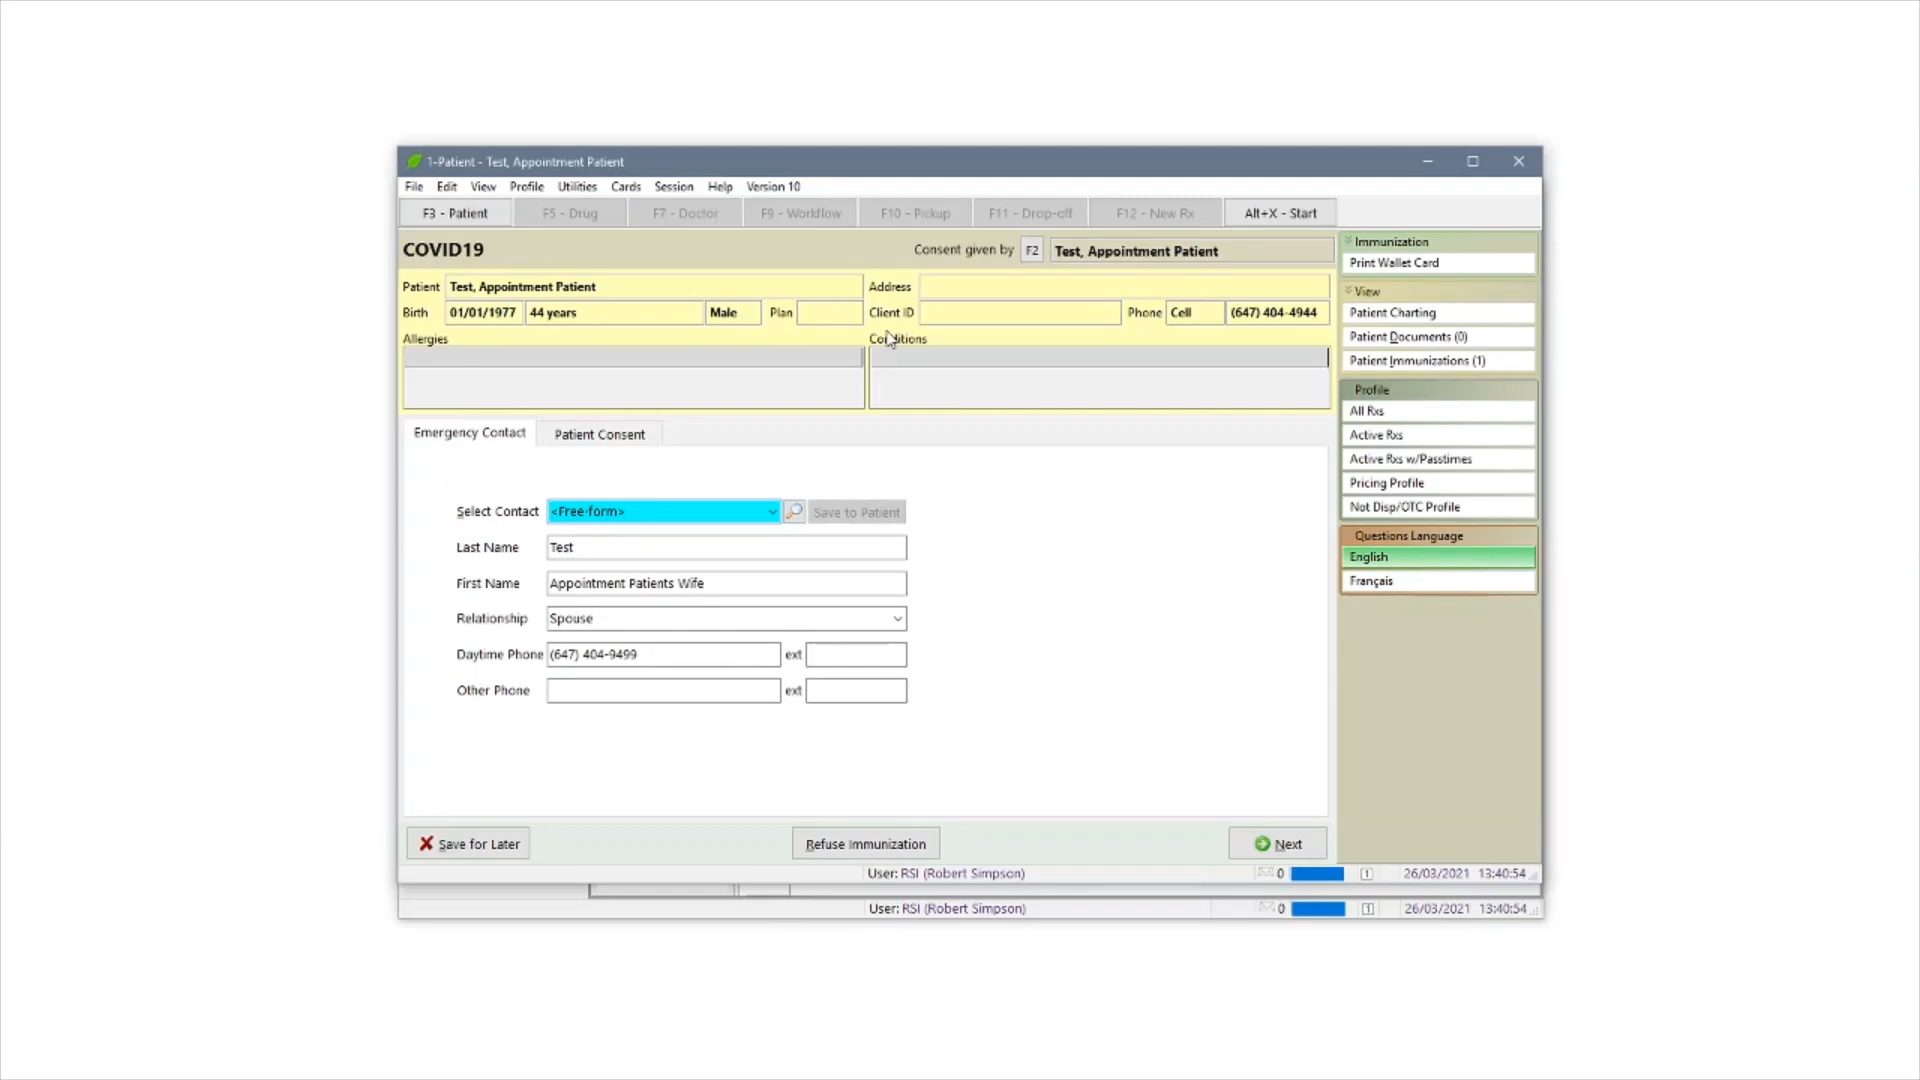 1-Patient - Test, Appointment Patient
File Edit View Profile Utilities Cards Session Help Version 10
F3 - Patient F5 - Drug F7 - Doctor F9 - Workflow F10 - Pickup F11 - Drop-off F12 - New Rx Alt+X - Start
COVID19 Consent given by F2 Test, Appointment Patient
Patient Test, Appointment Patient Address
Birth 01/01/1977 44 years Male Plan Client ID Phone Cell (647) 404-4944
Allergies Conditions
Emergency Contact Patient Consent
Select Contact <Free-form> Save to Patient
Last Name Test
First Name Appointment Patients Wife
Relationship Spouse
Daytime Phone (647) 404-9499 ext
Other Phone ext
Save for Later Refuse Immunization Next
Immunization
Print Wallet Card
View
Patient Charting
Patient Documents (0)
Patient Immunizations (1)
Profile
All Rxs
Active Rxs
Active Rxs w/Passtimes
Pricing Profile
Not Disp/OTC Profile
Questions Language
English
Français
User: RSI (Robert Simpson) 0 1 26/03/2021 13:40:54
User: RSI (Robert Simpson) 0 1 26/03/2021 13:40:54